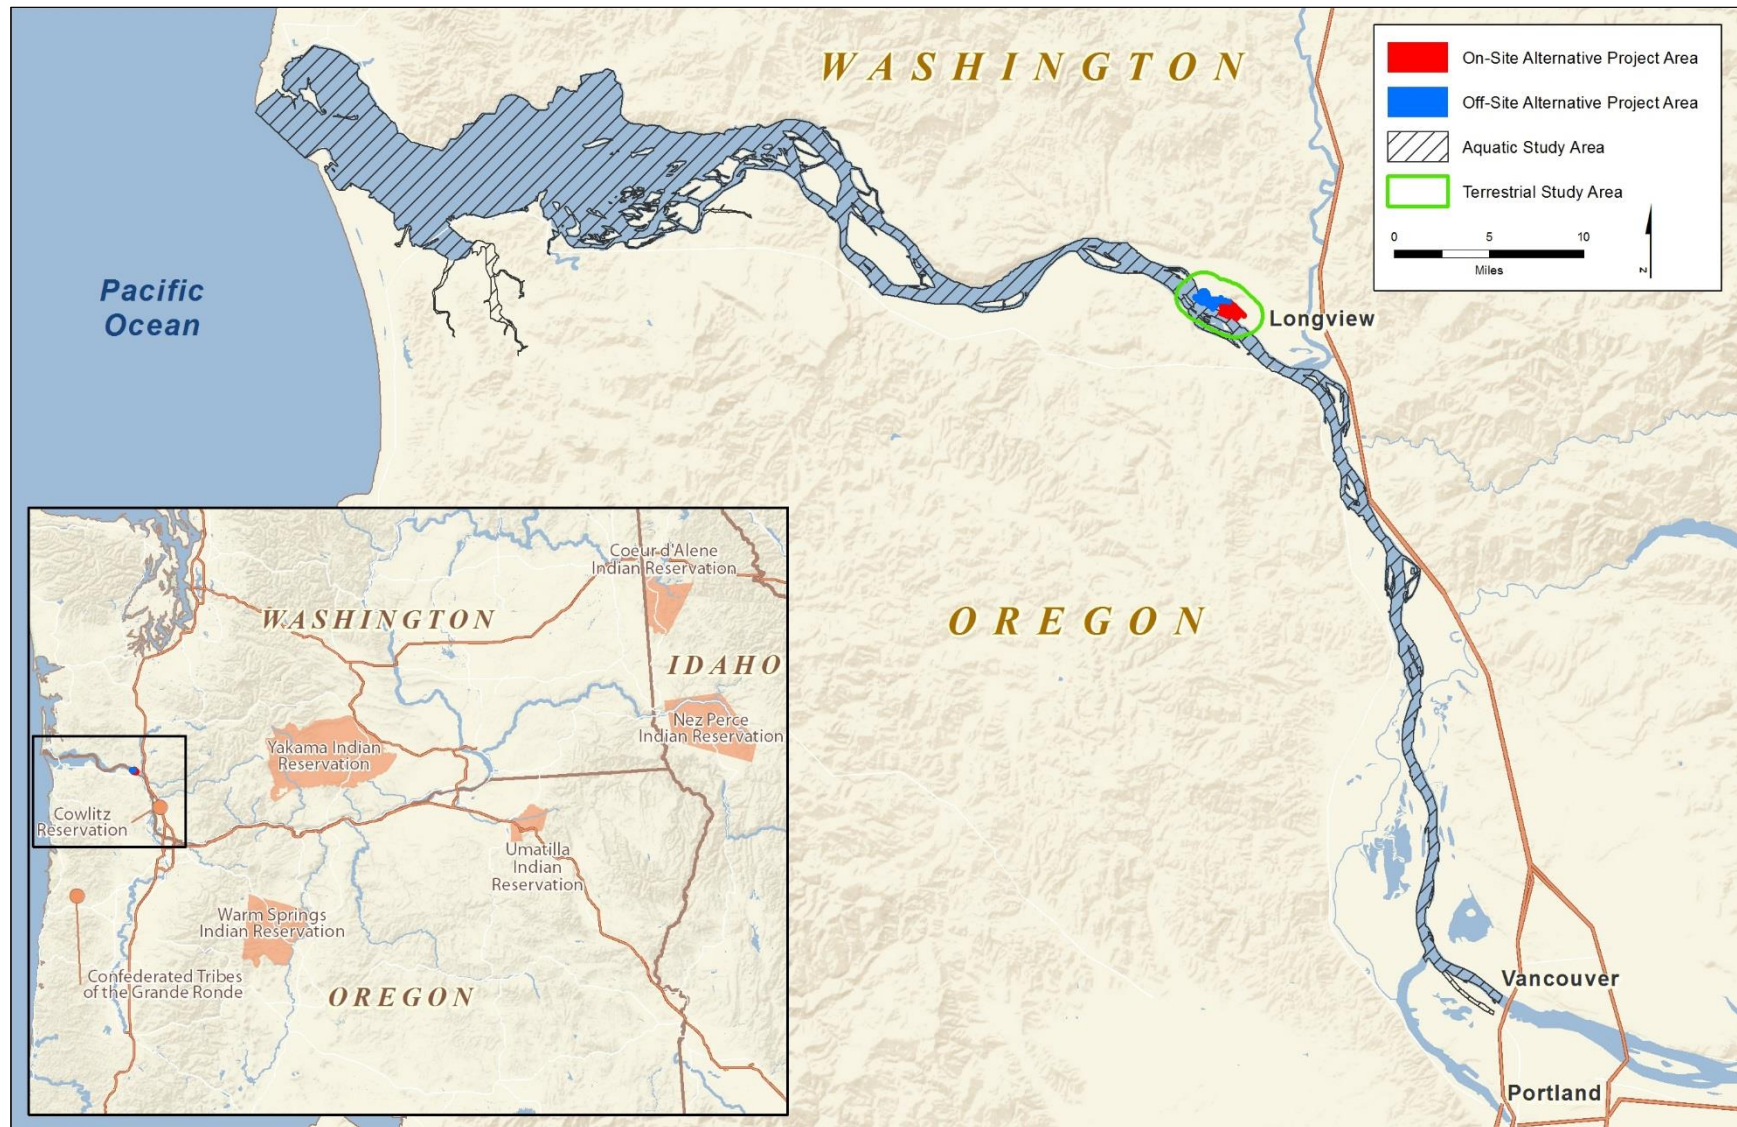 WASHINGTON
On-Site Alternative Project Area
Off-Site Alternative Project Area
Aquatic Study Area
Terrestrial Study Area
0 5 10
Miles
N
Pacific
Ocean
Longview
OREGON
Vancouver
Portland
Coeur d'Alene
Indian Reservation
WASHINGTON
IDAHO
Nez Perce
Indian Reservation
Yakama Indian
Reservation
Cowlitz
Reservation
Umatilla
Indian
Reservation
Warm Springs
Indian Reservation
Confederated Tribes
of the Grande Ronde
OREGON